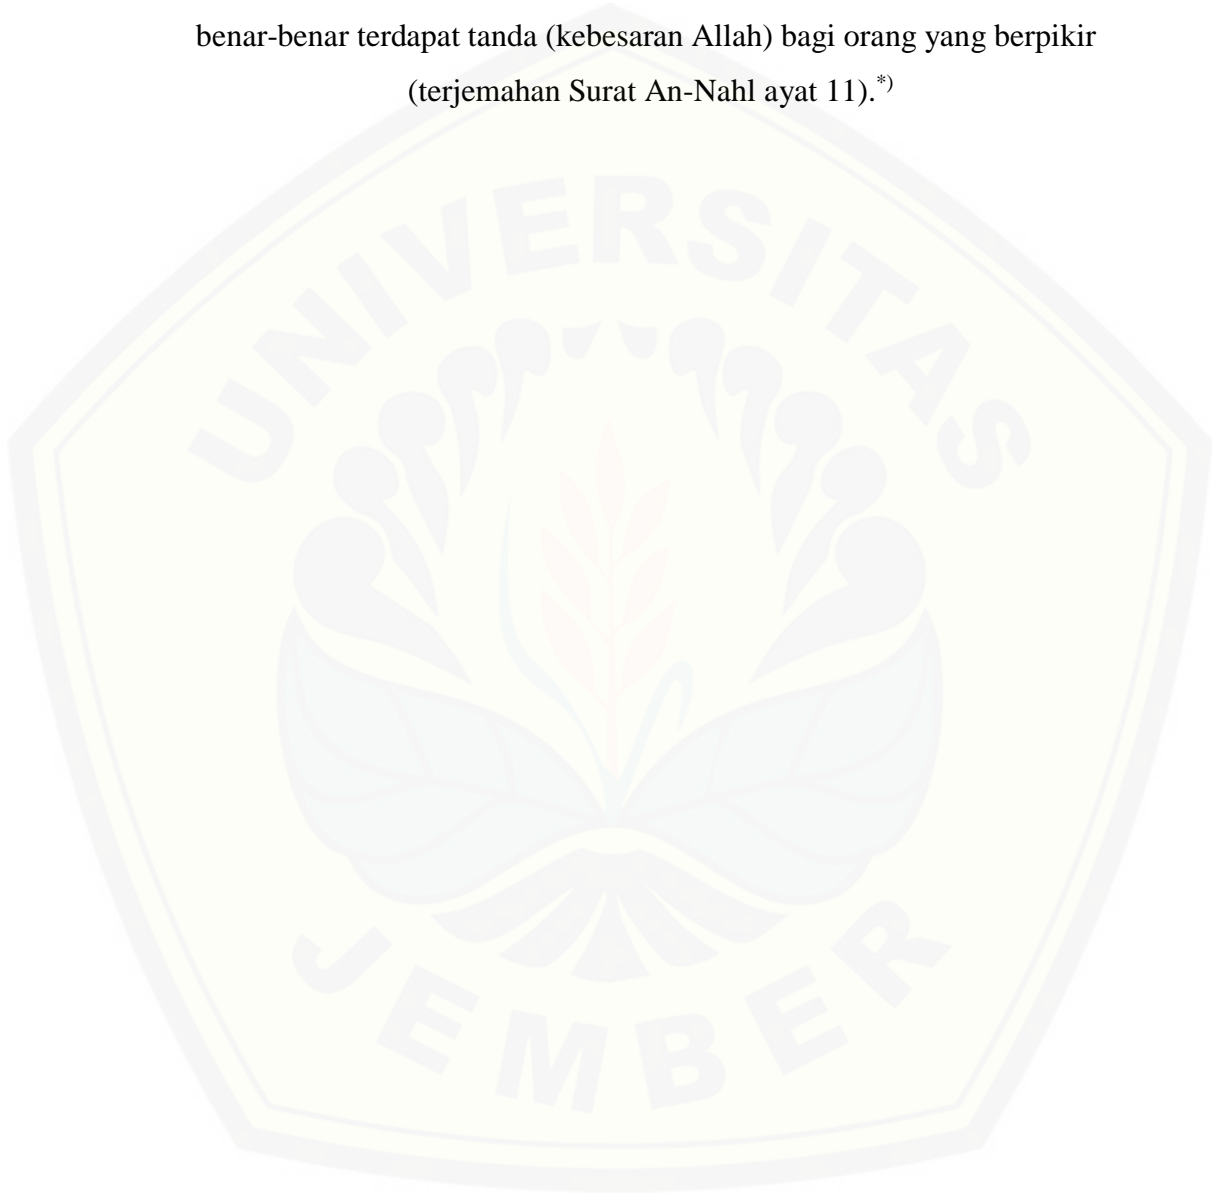 benar-benar terdapat tanda (kebesaran Allah) bagi orang yang berpikir
(terjemahan Surat An-Nahl ayat 11).*)
UNIVERSITAS
JEMBER